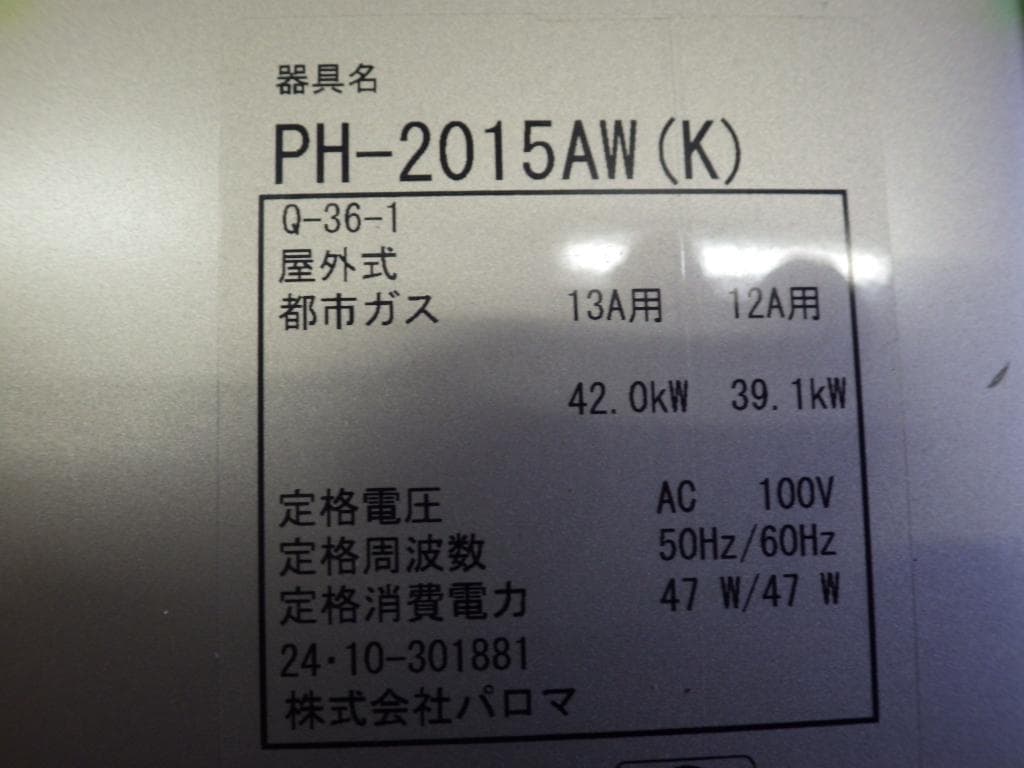 器具名
PH-2015AW(K)
Q-36-1
屋外式
都市ガス 13A用 12A用
42.0kW 39.1kW
定格電圧 AC 100V
定格周波数 50Hz/60Hz
定格消費電力 47 W/47 W
24・10-301881
株式会社パロマ